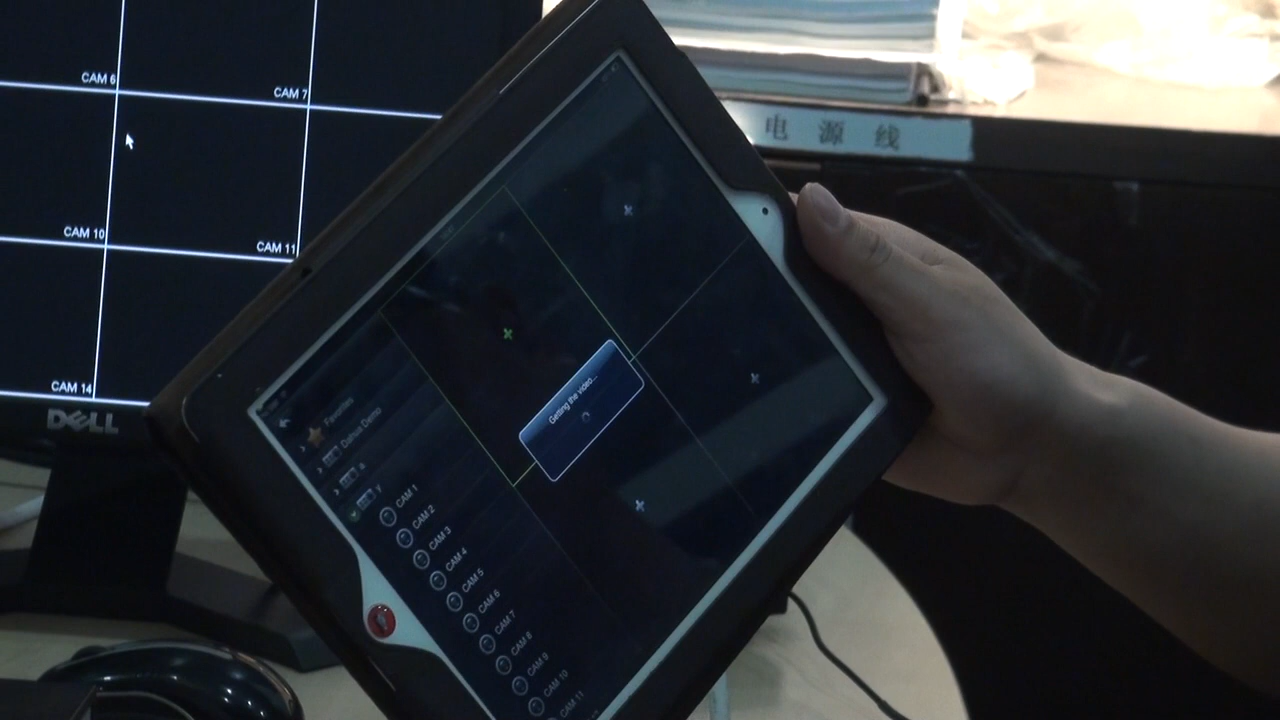 CAM 6
CAM 7
CAM 10
CAM 11
CAM 14
DELL
电源线
Getting the video...
Favorites
Dahua Demo
a
y
CAM 1
CAM 2
CAM 3
CAM 4
CAM 5
CAM 6
CAM 7
CAM 8
CAM 9
CAM 10
CAM 11